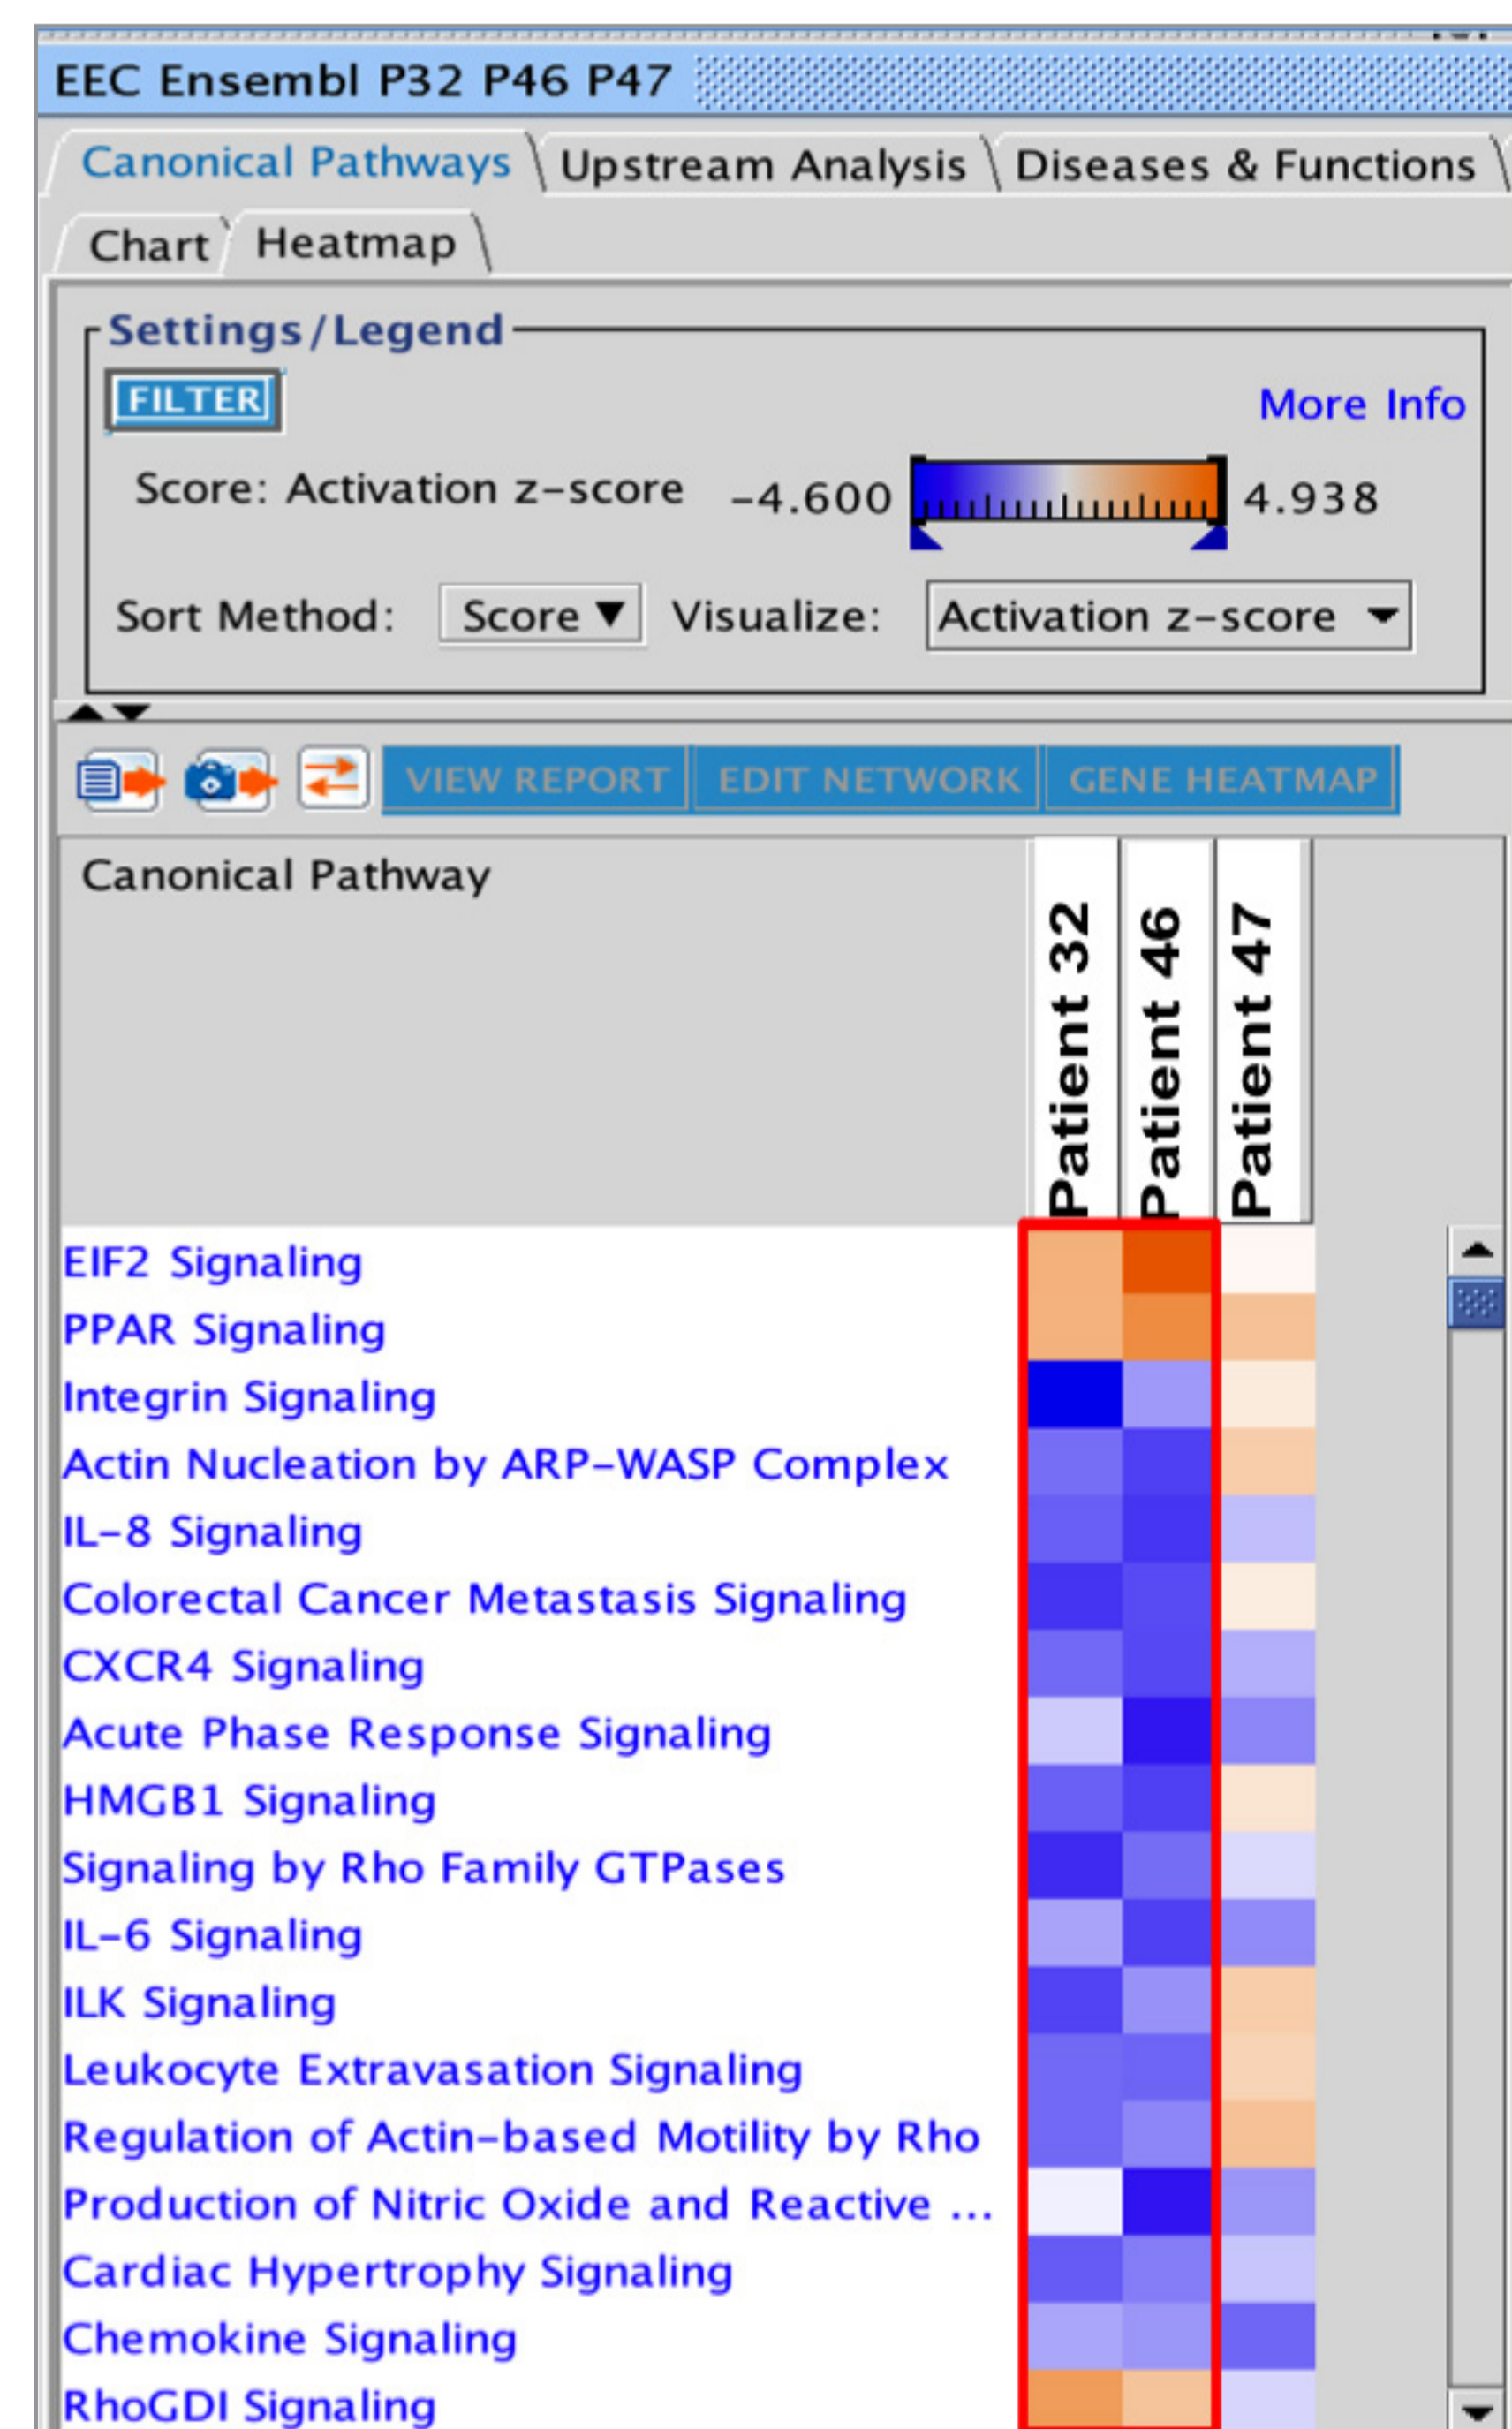 EEC Ensembl P32 P46 P47
Canonical Pathways Upstream Analysis Diseases & Functions
Chart Heatmap
Settings/Legend
FILTER
More Info
Score: Activation z-score -4.600 4.938
Sort Method: Score Visualize: Activation z-score
VIEW REPORT EDIT NETWORK GENE HEATMAP
Canonical Pathway
Patient 32
Patient 46
Patient 47
EIF2 Signaling
PPAR Signaling
Integrin Signaling
Actin Nucleation by ARP-WASP Complex
IL-8 Signaling
Colorectal Cancer Metastasis Signaling
CXCR4 Signaling
Acute Phase Response Signaling
HMGB1 Signaling
Signaling by Rho Family GTPases
IL-6 Signaling
ILK Signaling
Leukocyte Extravasation Signaling
Regulation of Actin-based Motility by Rho
Production of Nitric Oxide and Reactive ...
Cardiac Hypertrophy Signaling
Chemokine Signaling
RhoGDI Signaling